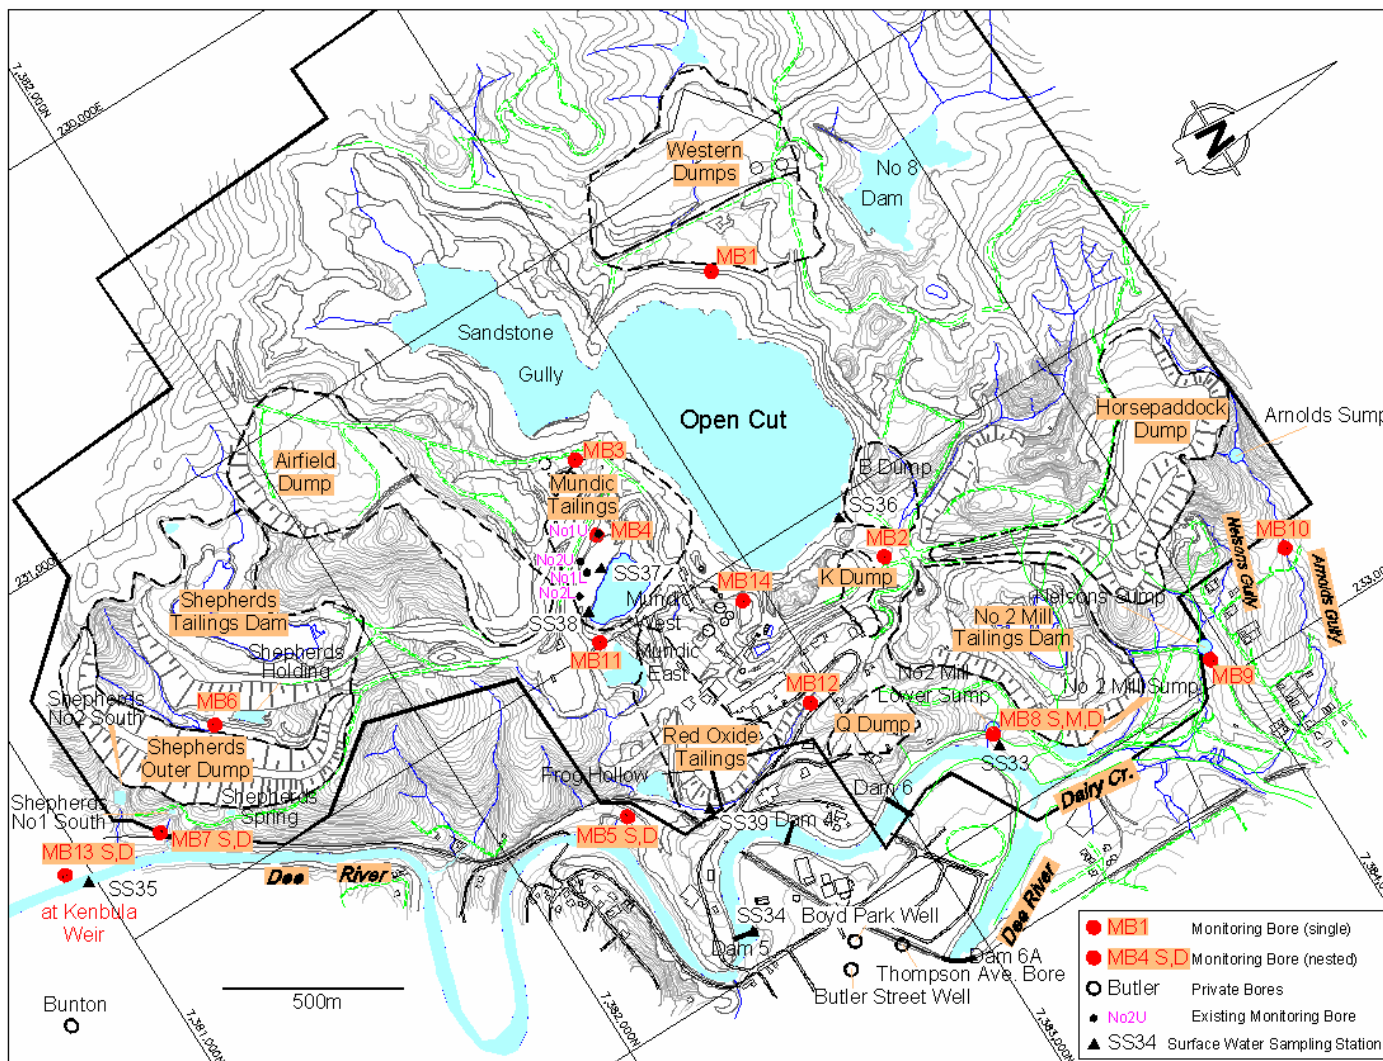 7,382,000N
230,000E
Western
Dumps
No 8
Dam
N
MB1
Sandstone
Gully
Open Cut
Horsepaddock
Dump
Arnolds Sump
Airfield
Dump
MB3
Mundic
Tailings
B Dump
SS36
No1U
MB4
MB2
Nelsons Gully
MB10
Arnolds Gully
No2U
No1L
SS37
K Dump
231,000
No2L
Mundic
West
MB14
Nelsons Sump
233,000
Shepherds
Tailings Dam
SS38
No.2 Mill
Tailings Dam
Shepherds
Holding
MB11
Mundic
East
MB9
Shepherds
No2 South
MB6
MB12
No2 Mill
Lower Sump
No 2 Mill Sump
Shepherds
Outer Dump
Red Oxide
Tailings
Q Dump
MB8 S,M,D
SS33
Frog Hollow
Dam 6
Dairy Cr.
Shepherds
No1 South
Shepherds
Spring
MB7 S,D
MB5 S,D
SS39
Dam 4
MB13 S,D
SS35
Dee River
at Kenbula
Weir
7,384,000N
SS34
Boyd Park Well
Dee River
Dam 5
Dam 6A
Thompson Ave. Bore
Butler Street Well
500m
Bunton
7,381,000N
7,382,000N
7,383,000N
MB1 Monitoring Bore (single)
MB4 S,D Monitoring Bore (nested)
Butler Private Bores
No2U Existing Monitoring Bore
SS34 Surface Water Sampling Station